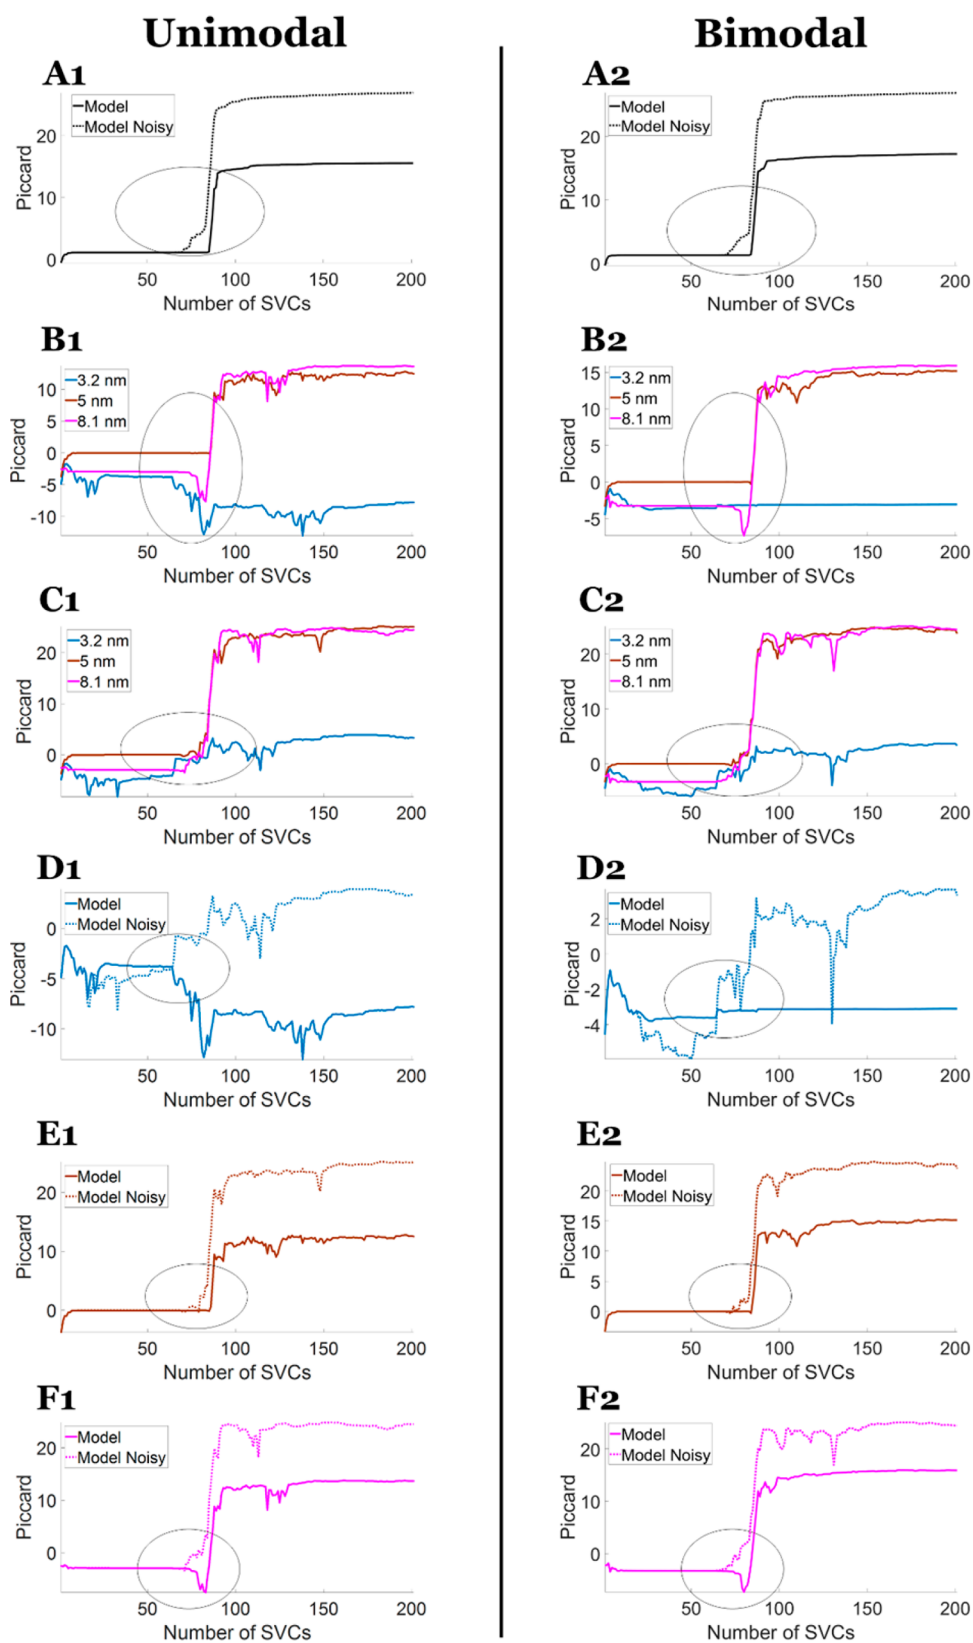 Unimodal
Bimodal
A1
Model
Model Noisy
20
10
0
Piccard
50
100
150
200
Number of SVCs
A2
Model
Model Noisy
20
10
0
Piccard
50
100
150
200
Number of SVCs
B1
3.2 nm
5 nm
8.1 nm
10
5
0
-5
-10
Piccard
50
100
150
200
Number of SVCs
B2
3.2 nm
5 nm
8.1 nm
15
10
5
0
-5
Piccard
50
100
150
200
Number of SVCs
C1
3.2 nm
5 nm
8.1 nm
20
10
0
Piccard
50
100
150
200
Number of SVCs
C2
3.2 nm
5 nm
8.1 nm
20
10
0
Piccard
50
100
150
200
Number of SVCs
D1
Model
Model Noisy
0
-5
-10
Piccard
50
100
150
200
Number of SVCs
D2
Model
Model Noisy
2
0
-2
-4
Piccard
50
100
150
200
Number of SVCs
E1
Model
Model Noisy
20
10
0
Piccard
50
100
150
200
Number of SVCs
E2
Model
Model Noisy
20
15
10
5
0
Piccard
50
100
150
200
Number of SVCs
F1
Model
Model Noisy
20
10
0
Piccard
50
100
150
200
Number of SVCs
F2
Model
Model Noisy
20
10
0
Piccard
50
100
150
200
Number of SVCs